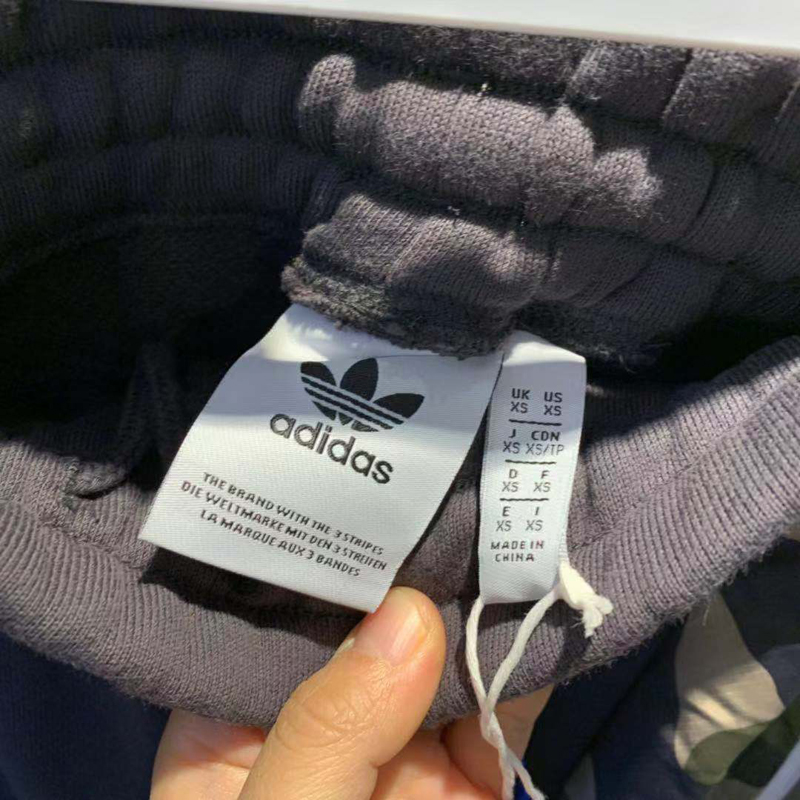 adidas
THE BRAND WITH THE 3 STRIPES
DIE WELTMARKE MIT DEN 3 STREIFEN
LA MARQUE AUX 3 BANDES
UK US
XS XS
J CDN
XS XS/TP
D F
XS XS
E I
XS XS
MADE IN
CHINA